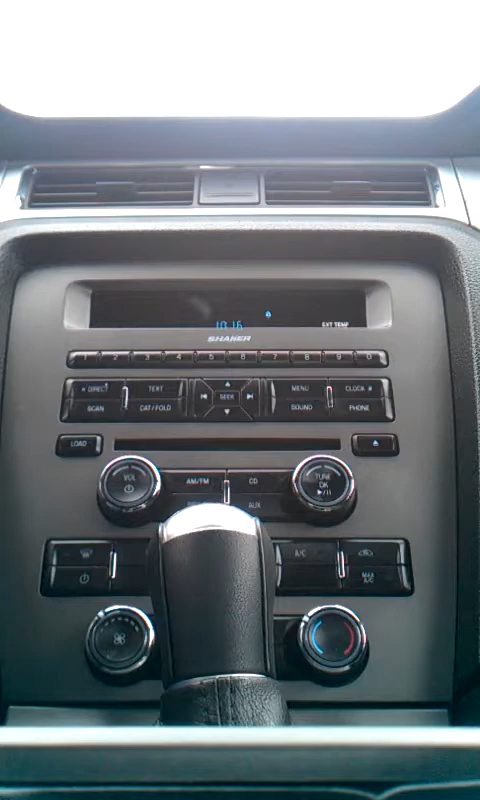 10:16
EXT TEMP
SHAKER
1 2 3 4 5 6 7 8 9 0
* DIRECT TEXT MENU CLOCK #
SEEK
SCAN CAT/FOLD SOUND PHONE
LOAD
VOL AM/FM CD TUNE
OK
AUX
A/C
MAX
A/C